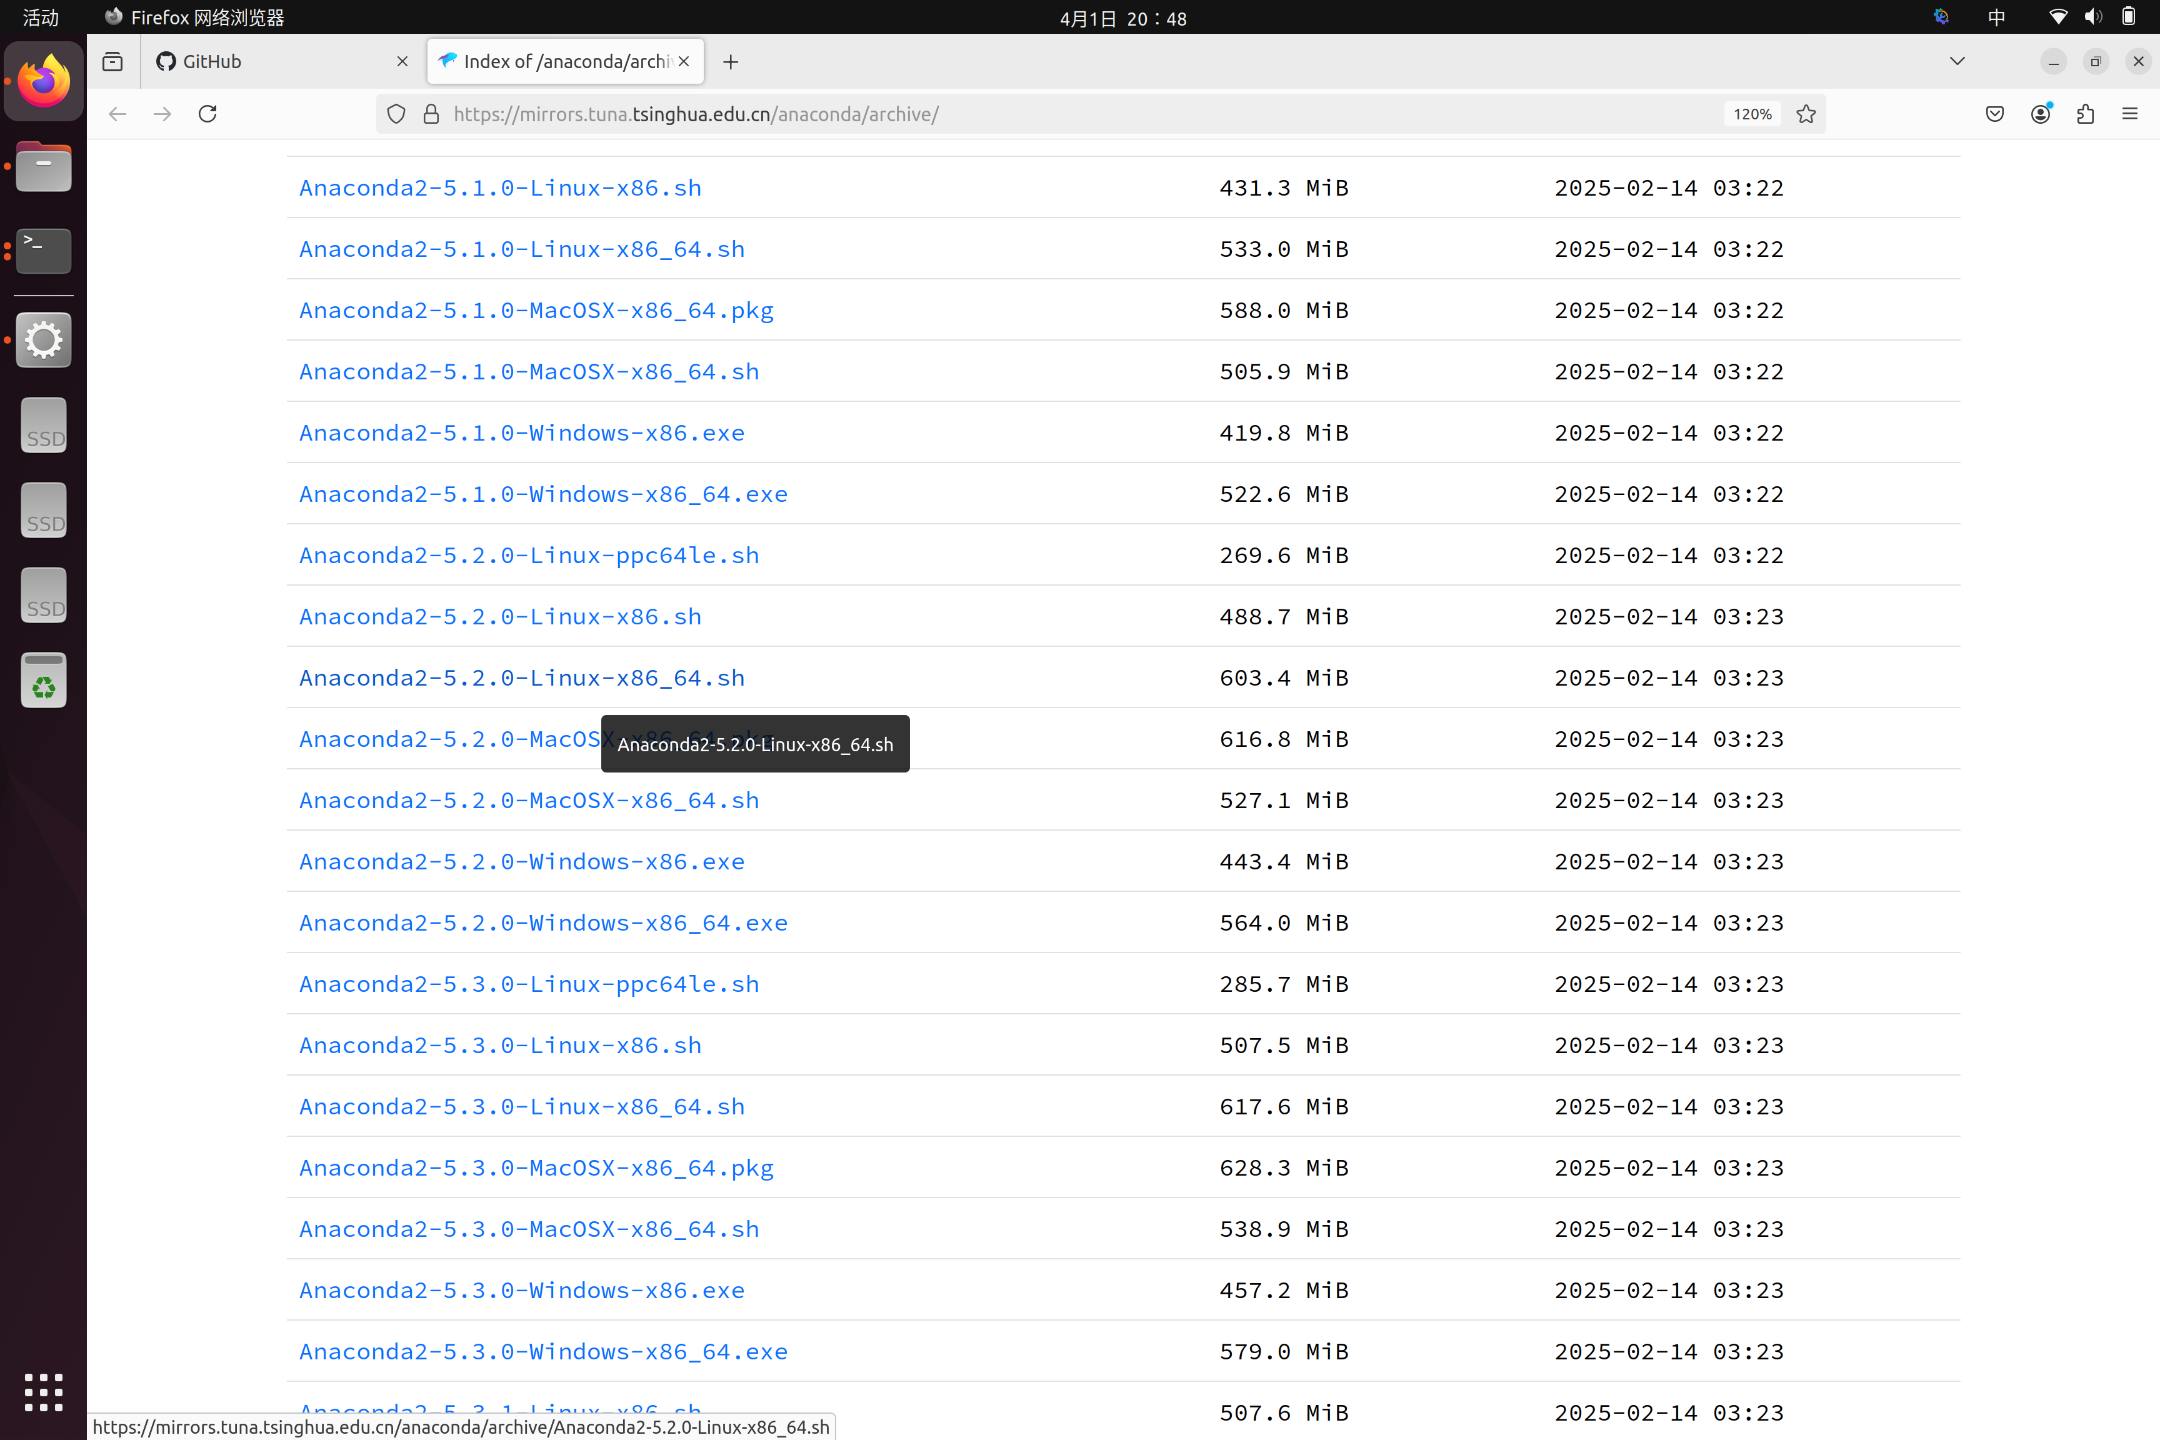 活动 Firefox 网络浏览器 4月1日 20：48 中
GitHub Index of /anaconda/archi
https://mirrors.tuna.tsinghua.edu.cn/anaconda/archive/ 120%
Anaconda2-5.1.0-Linux-x86.sh 431.3 MiB 2025-02-14 03:22
Anaconda2-5.1.0-Linux-x86_64.sh 533.0 MiB 2025-02-14 03:22
Anaconda2-5.1.0-MacOSX-x86_64.pkg 588.0 MiB 2025-02-14 03:22
Anaconda2-5.1.0-MacOSX-x86_64.sh 505.9 MiB 2025-02-14 03:22
Anaconda2-5.1.0-Windows-x86.exe 419.8 MiB 2025-02-14 03:22
Anaconda2-5.1.0-Windows-x86_64.exe 522.6 MiB 2025-02-14 03:22
Anaconda2-5.2.0-Linux-ppc64le.sh 269.6 MiB 2025-02-14 03:22
Anaconda2-5.2.0-Linux-x86.sh 488.7 MiB 2025-02-14 03:23
Anaconda2-5.2.0-Linux-x86_64.sh 603.4 MiB 2025-02-14 03:23
Anaconda2-5.2.0-MacOSX-x86_64.pkg 616.8 MiB 2025-02-14 03:23
Anaconda2-5.2.0-Linux-x86_64.sh
Anaconda2-5.2.0-MacOSX-x86_64.sh 527.1 MiB 2025-02-14 03:23
Anaconda2-5.2.0-Windows-x86.exe 443.4 MiB 2025-02-14 03:23
Anaconda2-5.2.0-Windows-x86_64.exe 564.0 MiB 2025-02-14 03:23
Anaconda2-5.3.0-Linux-ppc64le.sh 285.7 MiB 2025-02-14 03:23
Anaconda2-5.3.0-Linux-x86.sh 507.5 MiB 2025-02-14 03:23
Anaconda2-5.3.0-Linux-x86_64.sh 617.6 MiB 2025-02-14 03:23
Anaconda2-5.3.0-MacOSX-x86_64.pkg 628.3 MiB 2025-02-14 03:23
Anaconda2-5.3.0-MacOSX-x86_64.sh 538.9 MiB 2025-02-14 03:23
Anaconda2-5.3.0-Windows-x86.exe 457.2 MiB 2025-02-14 03:23
Anaconda2-5.3.0-Windows-x86_64.exe 579.0 MiB 2025-02-14 03:23
Anaconda2-5.3.1-Linux-x86.sh 507.6 MiB 2025-02-14 03:23
https://mirrors.tuna.tsinghua.edu.cn/anaconda/archive/Anaconda2-5.2.0-Linux-x86_64.sh
SSD
SSD
SSD